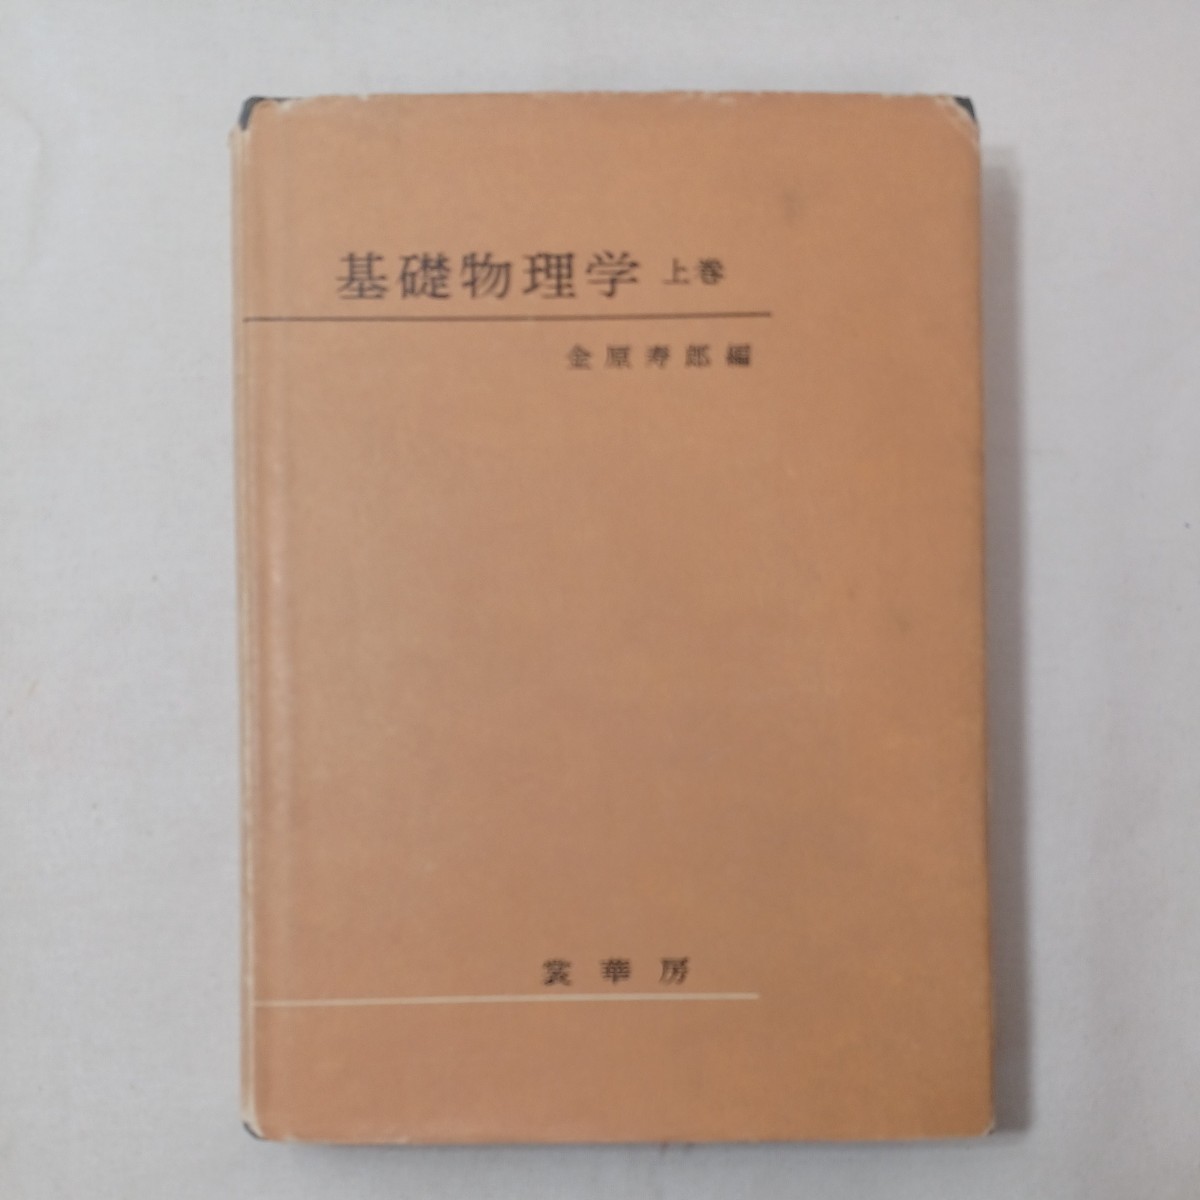 基礎物理学 上巻
金原寿郎編
裳華房